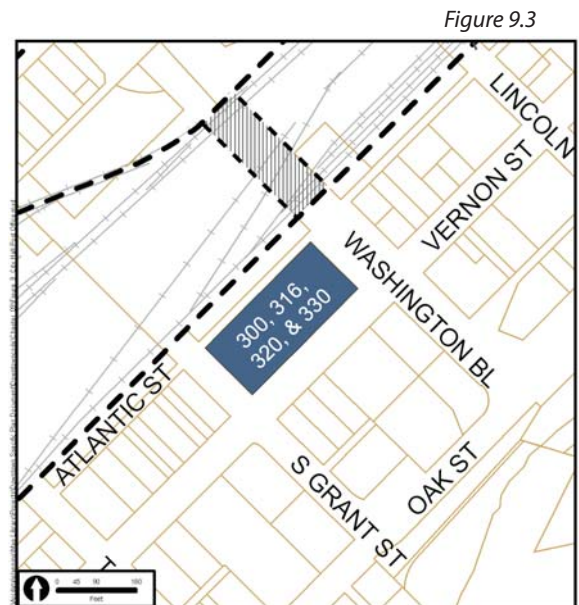 Figure 9.3
LINCOLN
VERNON ST
WASHINGTON BL
300, 316,
320, & 330
ATLANTIC ST
OAK ST
S GRANT ST
0 45 90 180
Feet